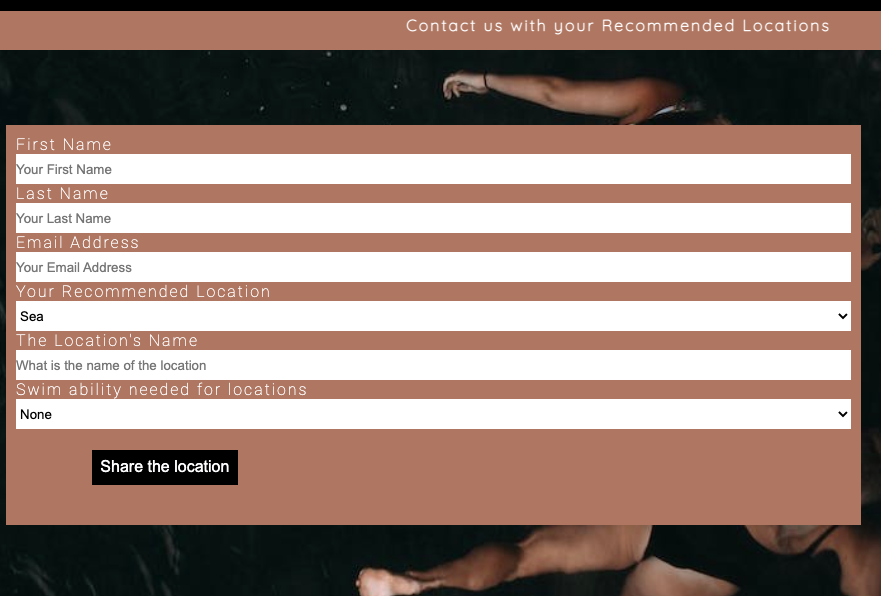 Contact us with your Recommended Locations
First Name
Your First Name
Last Name
Your Last Name
Email Address
Your Email Address
Your Recommended Location
Sea
The Location's Name
What is the name of the location
Swim ability needed for locations
None
Share the location